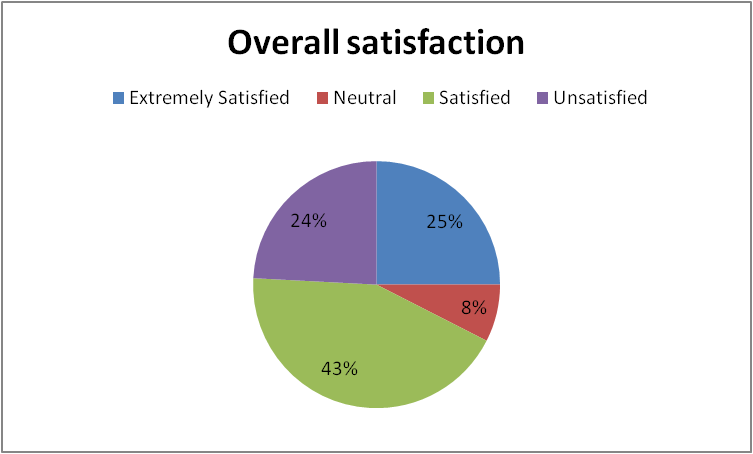 Overall satisfaction
Extremely Satisfied Neutral Satisfied Unsatisfied
24% 25%
8%
43%